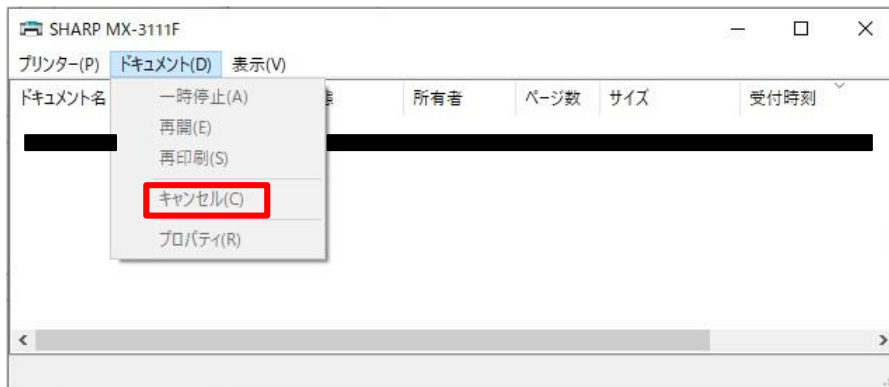 SHARP MX-3111F
プリンター(P) ドキュメント(D) 表示(V)
ドキュメント名 所有者 ページ数 サイズ 受付時刻
一時停止(A)
再開(E)
再印刷(S)
キャンセル(C)
プロパティ(R)